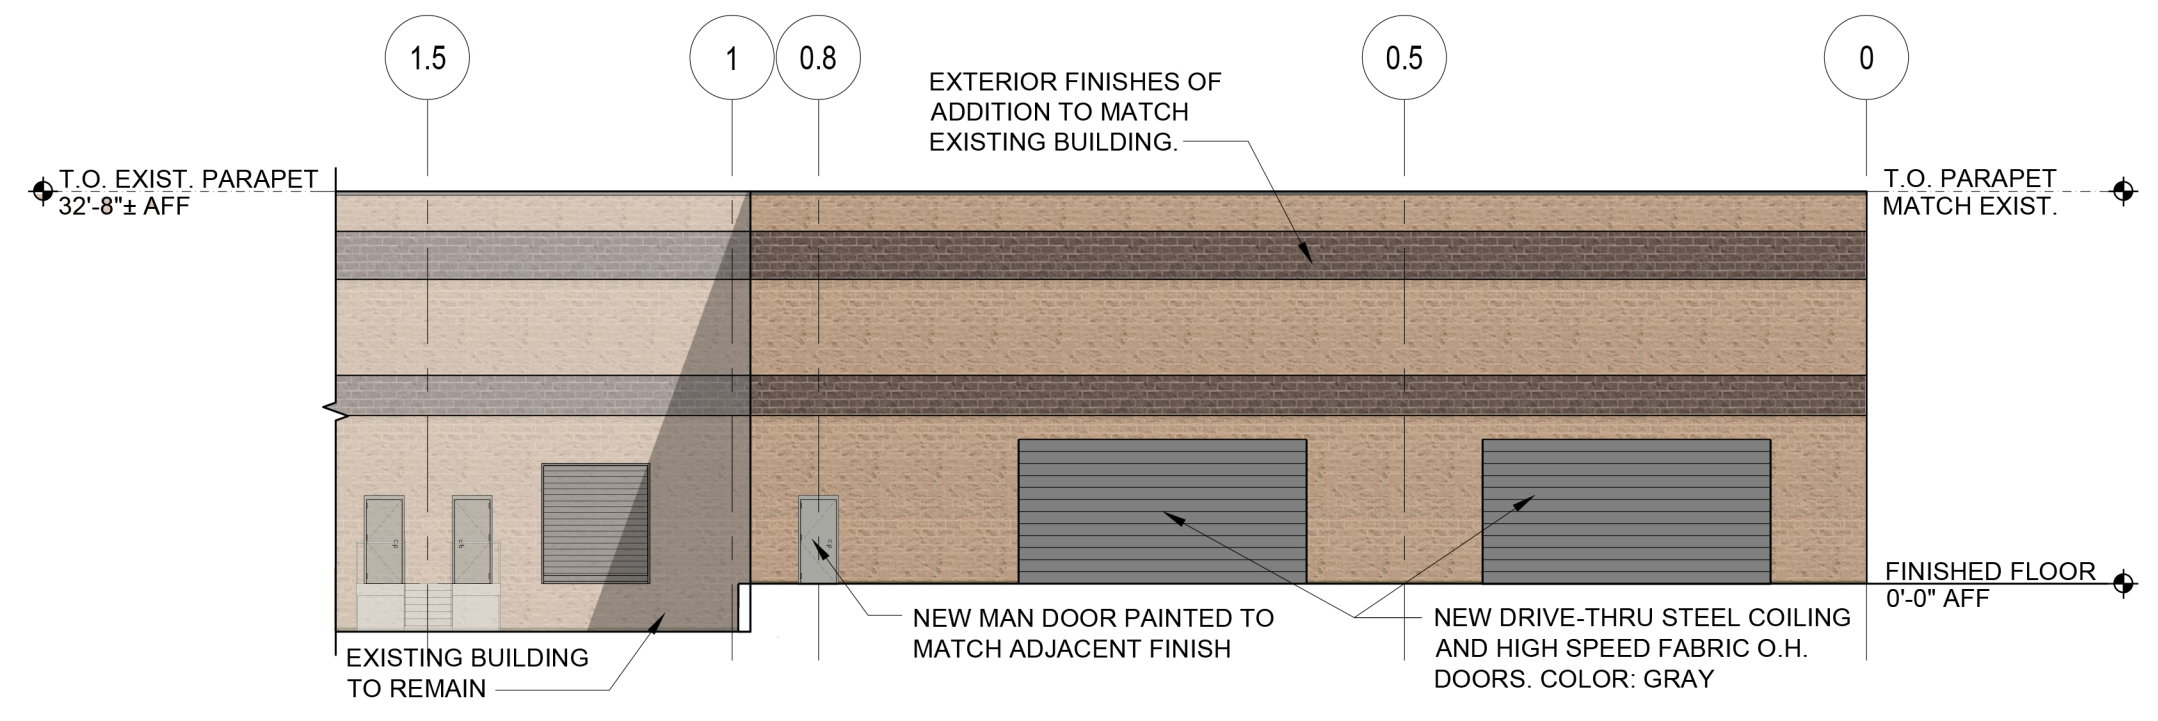 1.5
1
0.8
0.5
0
EXTERIOR FINISHES OF
ADDITION TO MATCH
EXISTING BUILDING.
T.O. EXIST. PARAPET
32'-8"± AFF
T.O. PARAPET
MATCH EXIST.
FINISHED FLOOR
0'-0" AFF
NEW MAN DOOR PAINTED TO
MATCH ADJACENT FINISH
NEW DRIVE-THRU STEEL COILING
AND HIGH SPEED FABRIC O.H.
DOORS. COLOR: GRAY
EXISTING BUILDING
TO REMAIN